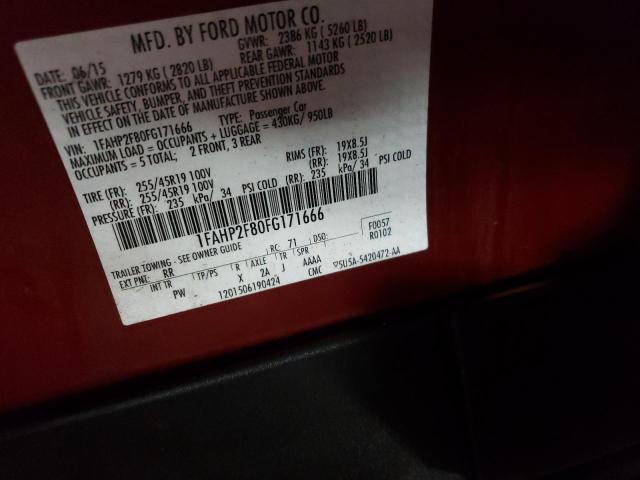 MFD. BY FORD MOTOR CO.
DATE: 06/15 GVWR: 2386 KG ( 5260 LB)
FRONT GAWR: 1279 KG ( 2820 LB) REAR GAWR: 1143 KG ( 2520 LB)
THIS VEHICLE CONFORMS TO ALL APPLICABLE FEDERAL MOTOR
VEHICLE SAFETY, BUMPER, AND THEFT PREVENTION STANDARDS
IN EFFECT ON THE DATE OF MANUFACTURE SHOWN ABOVE.
VIN: 1FAHP2F80FG171666 TYPE: Passenger Car
MAXIMUM LOAD = OCCUPANTS + LUGGAGE = 430KG/ 950LB
OCCUPANTS = 5 TOTAL; 2 FRONT, 3 REAR
TIRE (FR): 255/45R19 100V RIMS (FR): 19X8.5J
(RR): 255/45R19 100V (RR): 19X8.5J
PRESSURE (FR): 235 kPa/ 34 PSI COLD (RR): 235 kPa/ 34 PSI COLD
1FAHP2F80FG171666
TRAILER TOWING - SEE OWNER GUIDE F0057
EXT PNT: RR RC: 71 DSO: R0102
INT TR TP/PS R AXLE TR SPR
PW X 2A J AAAA
1201506190424 CMC ▽5U5A-5420472-AA